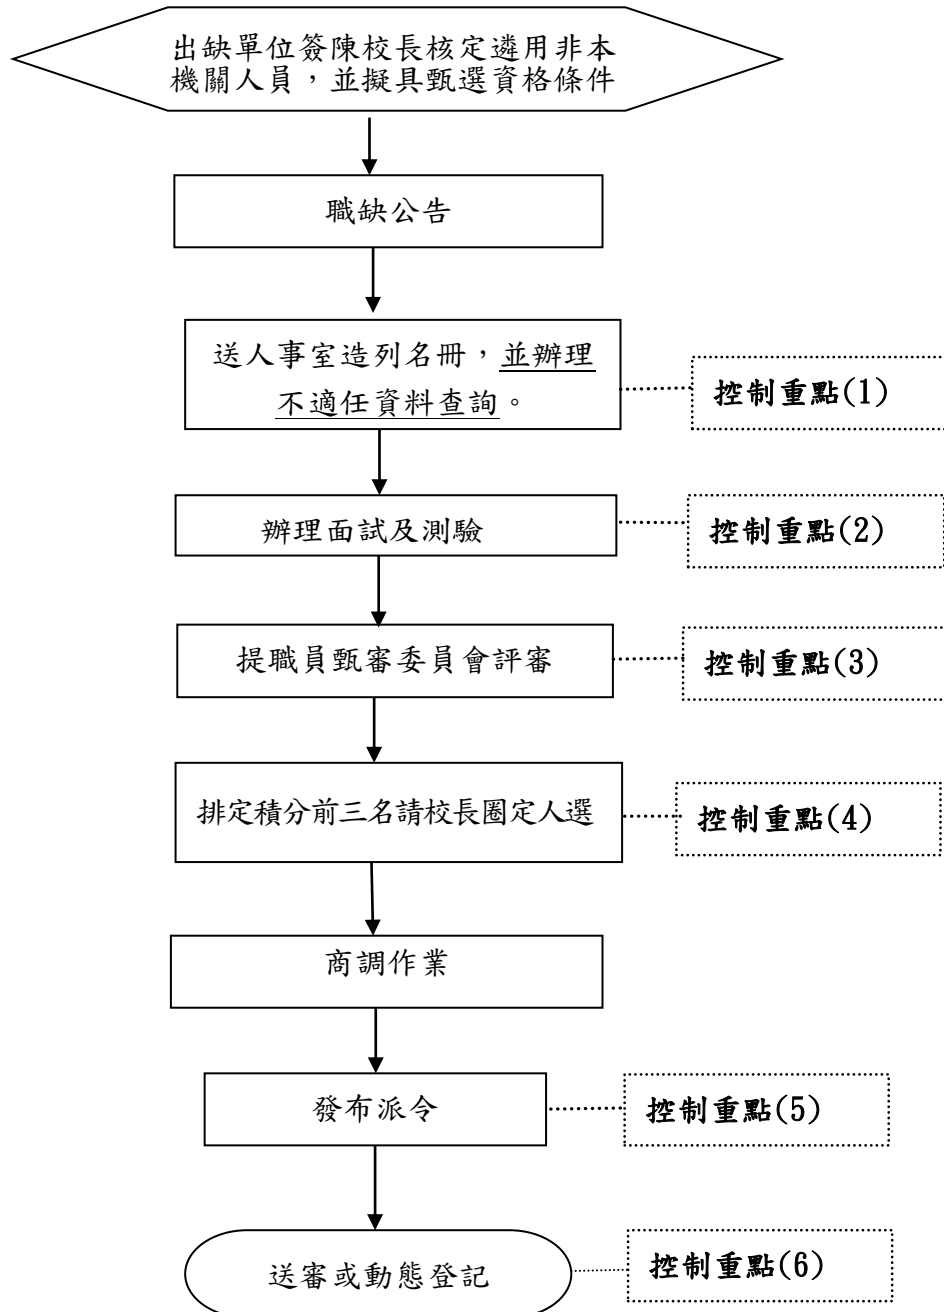 出缺單位簽陳校長核定遴用非本
機關人員，並擬具甄選資格條件
職缺公告
送人事室造列名冊，並辦理
不適任資料查詢。
控制重點(1)
辦理面試及測驗
控制重點(2)
提職員甄審委員會評審
控制重點(3)
排定積分前三名請校長圈定人選
控制重點(4)
商調作業
發布派令
控制重點(5)
送審或動態登記
控制重點(6)